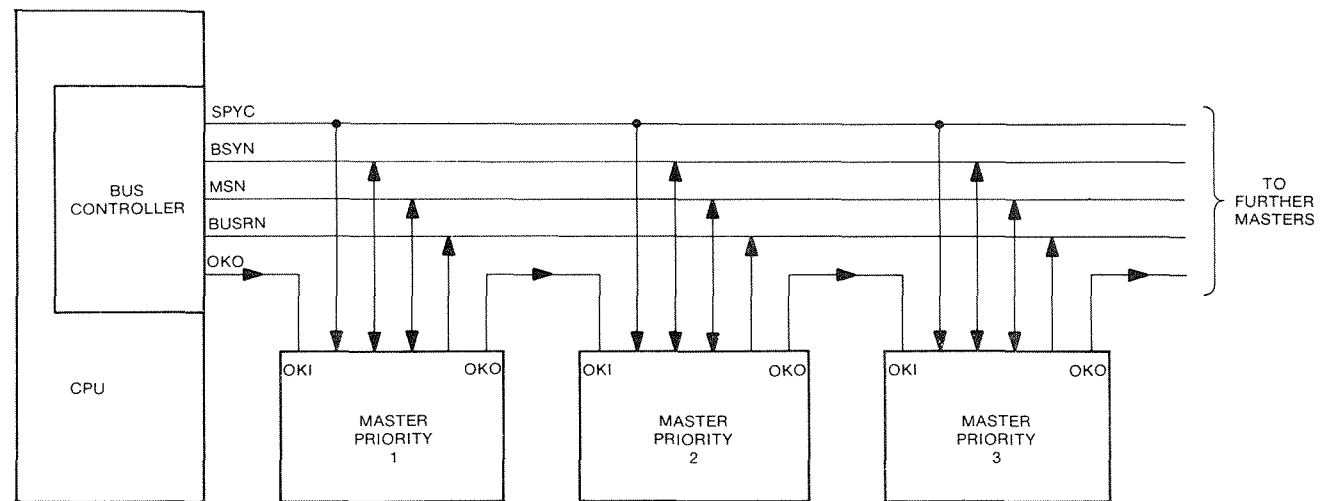 SPYC
BSYN
MSN
BUSRN
OKO
BUS
CONTROLLER
CPU
TO
FURTHER
MASTERS
OKI
OKO
MASTER
PRIORITY
1
OKI
OKO
MASTER
PRIORITY
2
OKI
OKO
MASTER
PRIORITY
3